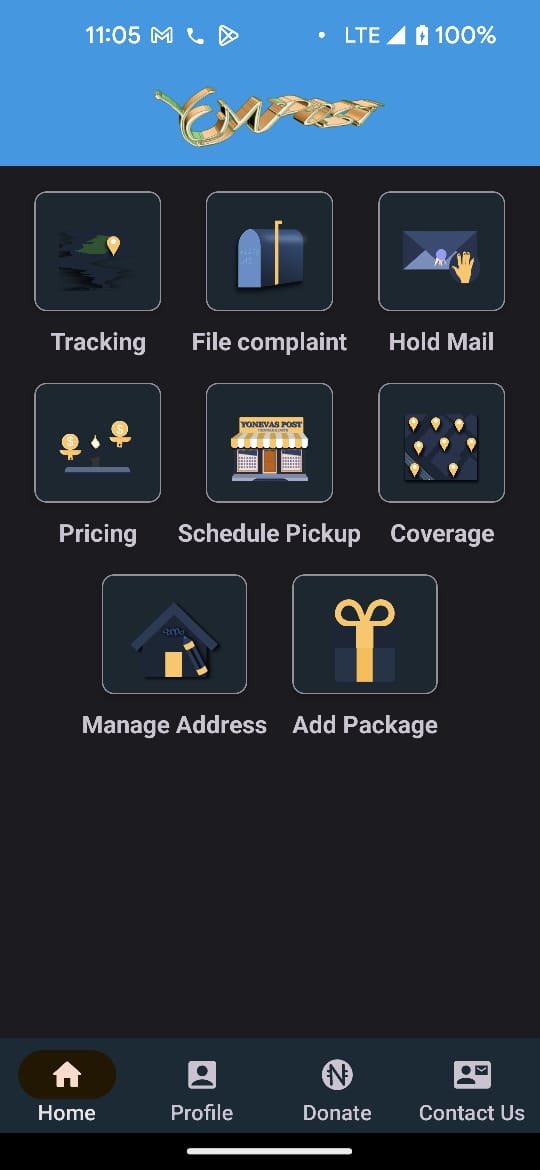 11:05 LTE 100%
Tracking File complaint Hold Mail
YONEVAS POST
Pricing Schedule Pickup Coverage
Manage Address Add Package
Home Profile Donate Contact Us